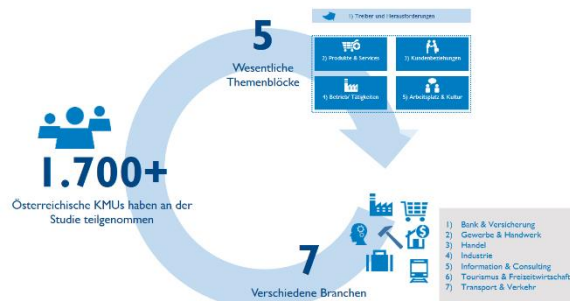 1) Treiber und Herausforderungen
5
Wesentliche
Themenblöcke
2) Produkte & Services
3) Kundenbeziehungen
4) Betrieb/ Tätigkeiten
5) Arbeitsplatz & Kultur
1.700+
Österreichische KMUs haben an der
Studie teilgenommen
7
Verschiedene Branchen
1) Bank & Versicherung
2) Gewerbe & Handwerk
3) Handel
4) Industrie
5) Information & Consulting
6) Tourismus & Freizeitwirtschaft
7) Transport & Verkehr